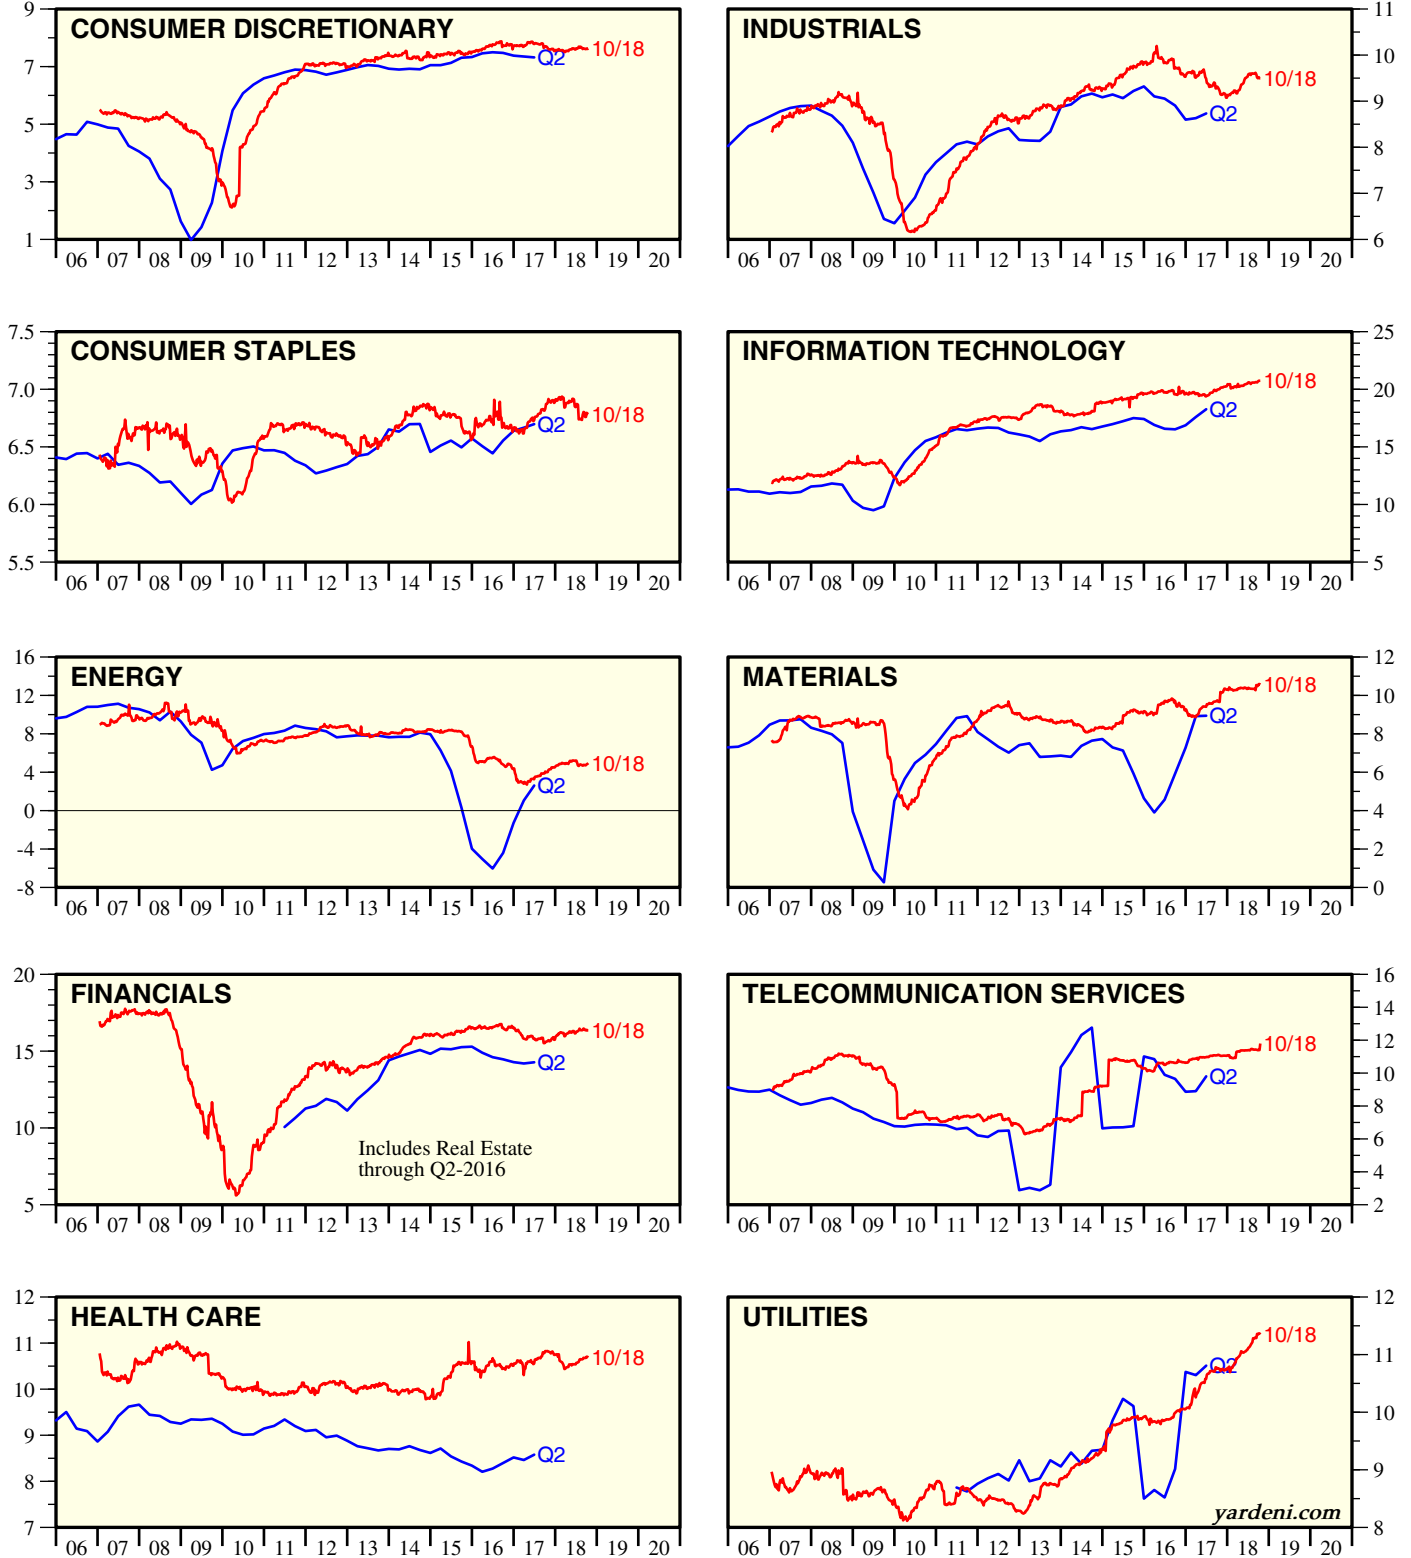 CONSUMER DISCRETIONARY
9
7
5
3
1
Q2
10/18
06 07 08 09 10 11 12 13 14 15 16 17 18 19 20
INDUSTRIALS
11
10
9
8
7
6
10/18
Q2
06 07 08 09 10 11 12 13 14 15 16 17 18 19 20
CONSUMER STAPLES
7.5
7.0
6.5
6.0
5.5
10/18
Q2
06 07 08 09 10 11 12 13 14 15 16 17 18 19 20
INFORMATION TECHNOLOGY
25
20
15
10
5
10/18
Q2
06 07 08 09 10 11 12 13 14 15 16 17 18 19 20
ENERGY
16
12
8
4
0
-4
-8
10/18
Q2
06 07 08 09 10 11 12 13 14 15 16 17 18 19 20
MATERIALS
12
10
8
6
4
2
0
10/18
Q2
06 07 08 09 10 11 12 13 14 15 16 17 18 19 20
FINANCIALS
20
15
10
5
10/18
Q2
Includes Real Estate
through Q2-2016
06 07 08 09 10 11 12 13 14 15 16 17 18 19 20
TELECOMMUNICATION SERVICES
16
14
12
10
8
6
4
2
10/18
Q2
06 07 08 09 10 11 12 13 14 15 16 17 18 19 20
HEALTH CARE
12
11
10
9
8
7
10/18
Q2
06 07 08 09 10 11 12 13 14 15 16 17 18 19 20
UTILITIES
12
11
10
9
8
10/18
Q2
yardeni.com
06 07 08 09 10 11 12 13 14 15 16 17 18 19 20